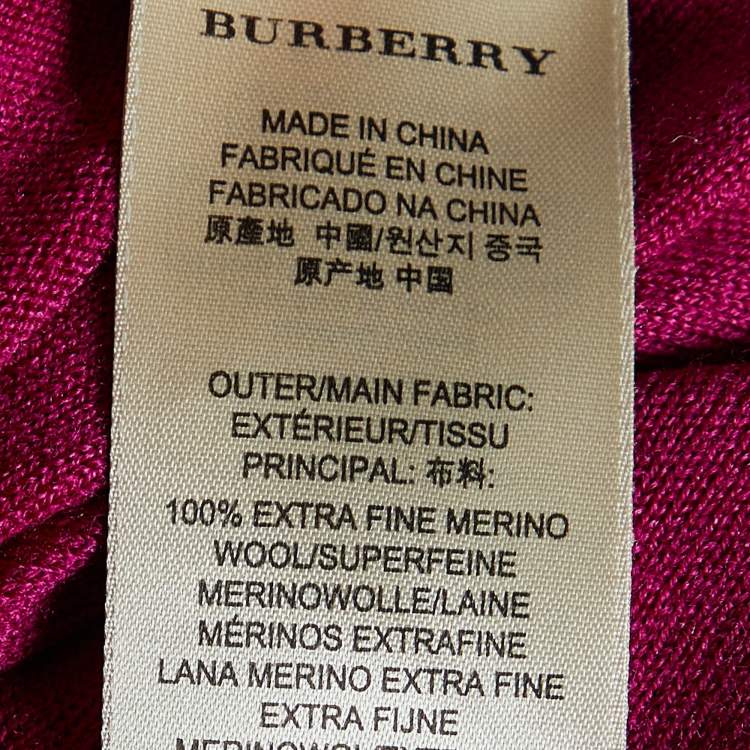 BURBERRY
MADE IN CHINA
FABRIQUÉ EN CHINE
FABRICADO NA CHINA
原產地 中國/원산지 중국
原产地 中国
OUTER/MAIN FABRIC:
EXTÉRIEUR/TISSU
PRINCIPAL: 布料:
100% EXTRA FINE MERINO
WOOL/SUPERFEINE
MERINOWOLLE/LAINE
MÉRINOS EXTRAFINE
LANA MERINO EXTRA FINE
EXTRA FIJNE